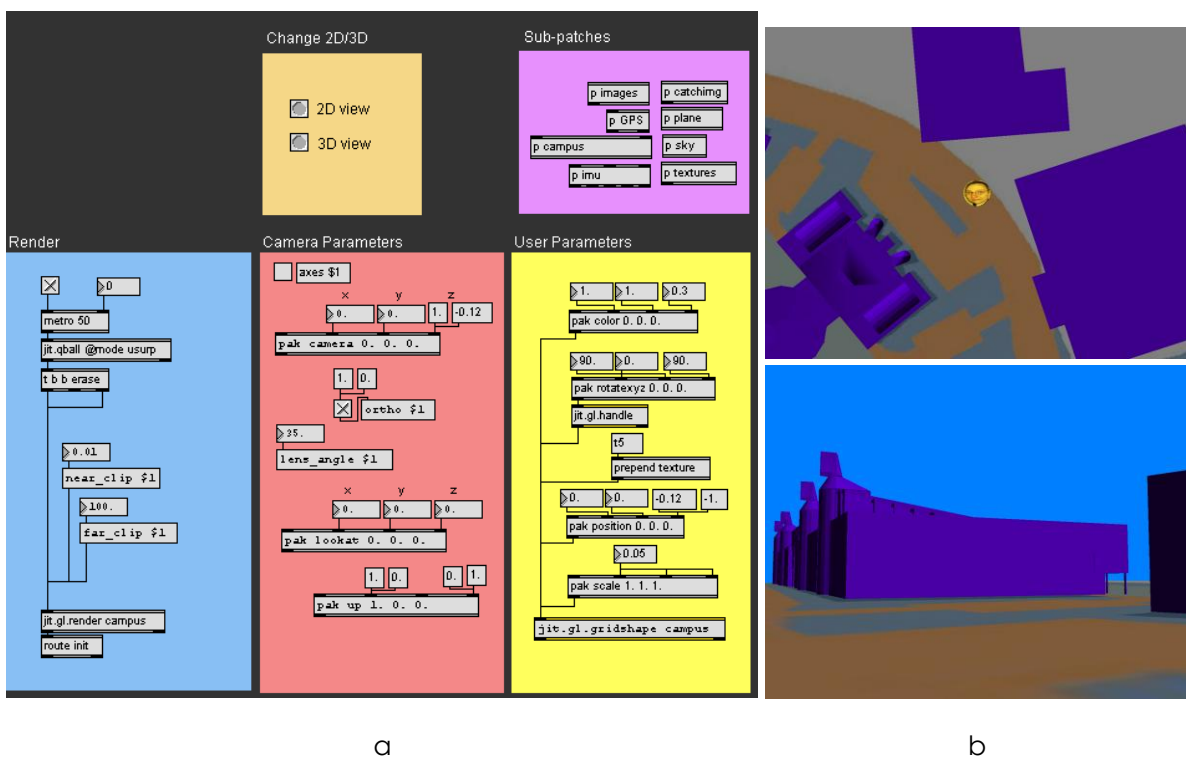 Change 2D/3D
2D view
3D view
Sub-patches
p images
p catchimg
p GPS
p plane
p campus
p sky
p imu
p textures
Render
0
metro 50
jit.qball @mode usurp
t b b erase
0.01
near_clip $1
100.
far_clip $1
jit.gl.render campus
route init
Camera Parameters
axes $1
x y z
0. 0. 1. -0.12
pak camera 0. 0. 0.
1. 0.
ortho $1
35.
lens_angle $1
x y z
0. 0. 0.
pak lookat 0. 0. 0.
1. 0. 0. 1.
pak up 1. 0. 0.
User Parameters
1. 1. 0.3
pak color 0. 0. 0.
90. 0. 90.
pak rotatexyz 0. 0. 0.
jit.gl.handle
t5
prepend texture
0. 0. -0.12 -1.
pak position 0. 0. 0.
0.05
pak scale 1. 1. 1.
jit.gl.gridshape campus
a
b